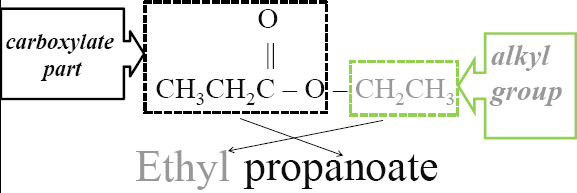 carboxylate
part
O
||
CH₃CH₂C – O – CH₂CH₃
alkyl
group
Ethyl propanoate